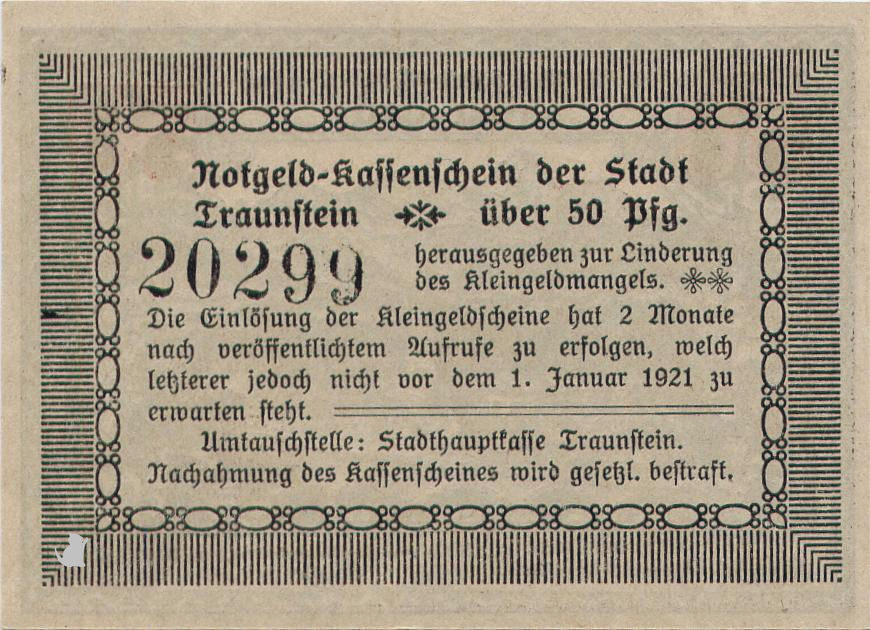 Notgeld-Kassenschein der Stadt
Traunstein über 50 Pfg.
20299
herausgegeben zur Linderung
des Kleingeldmangels.
Die Einlösung der Kleingeldscheine hat 2 Monate
nach veröffentlichtem Aufrufe zu erfolgen, welch
letzterer jedoch nicht vor dem 1. Januar 1921 zu
erwarten steht.
Umtauschstelle: Stadthauptkasse Traunstein.
Nachahmung des Kassenscheines wird gesetzl. bestraft.